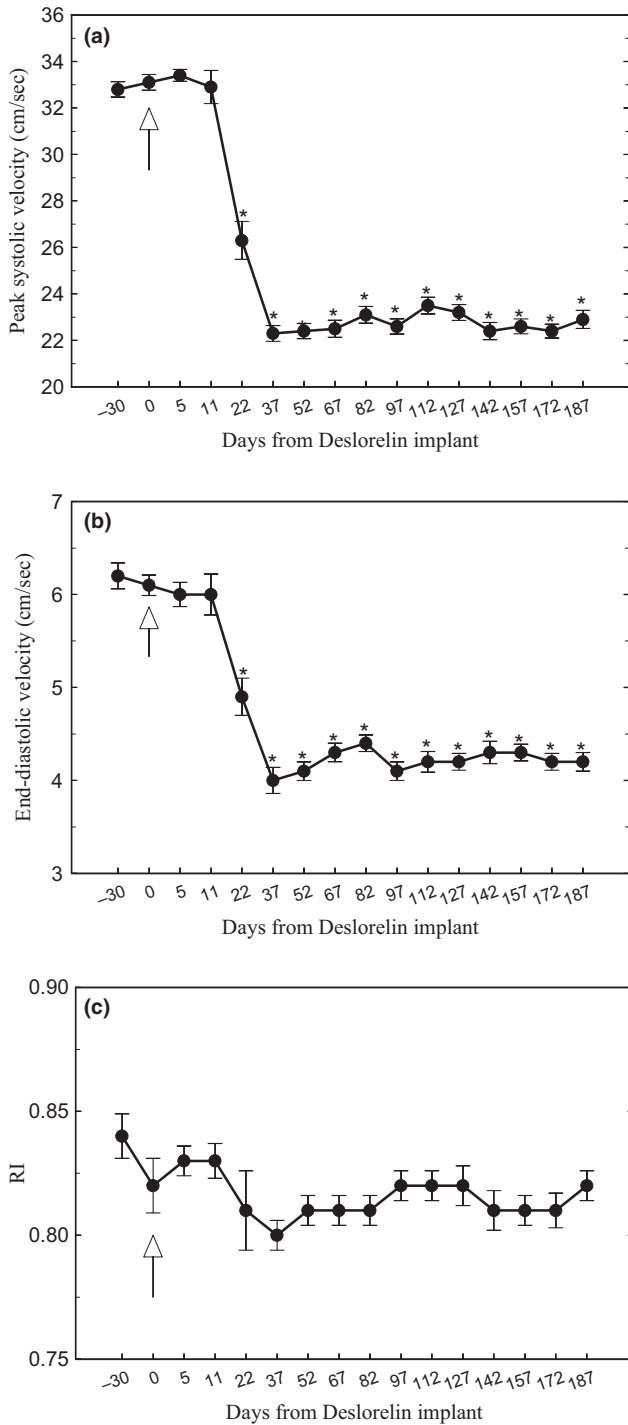 (a)
Peak systolic velocity (cm/sec)
36
34
32
30
28
26
24
22
20
* * * * * * * * * * * *
–30 0 5 11 22 37 52 67 82 97 112 127 142 157 172 187
Days from Deslorelin implant
(b)
End-diastolic velocity (cm/sec)
7
6
5
4
3
* * * * * * * * * * * *
–30 0 5 11 22 37 52 67 82 97 112 127 142 157 172 187
Days from Deslorelin implant
(c)
RI
0.90
0.85
0.80
0.75
–30 0 5 11 22 37 52 67 82 97 112 127 142 157 172 187
Days from Deslorelin implant